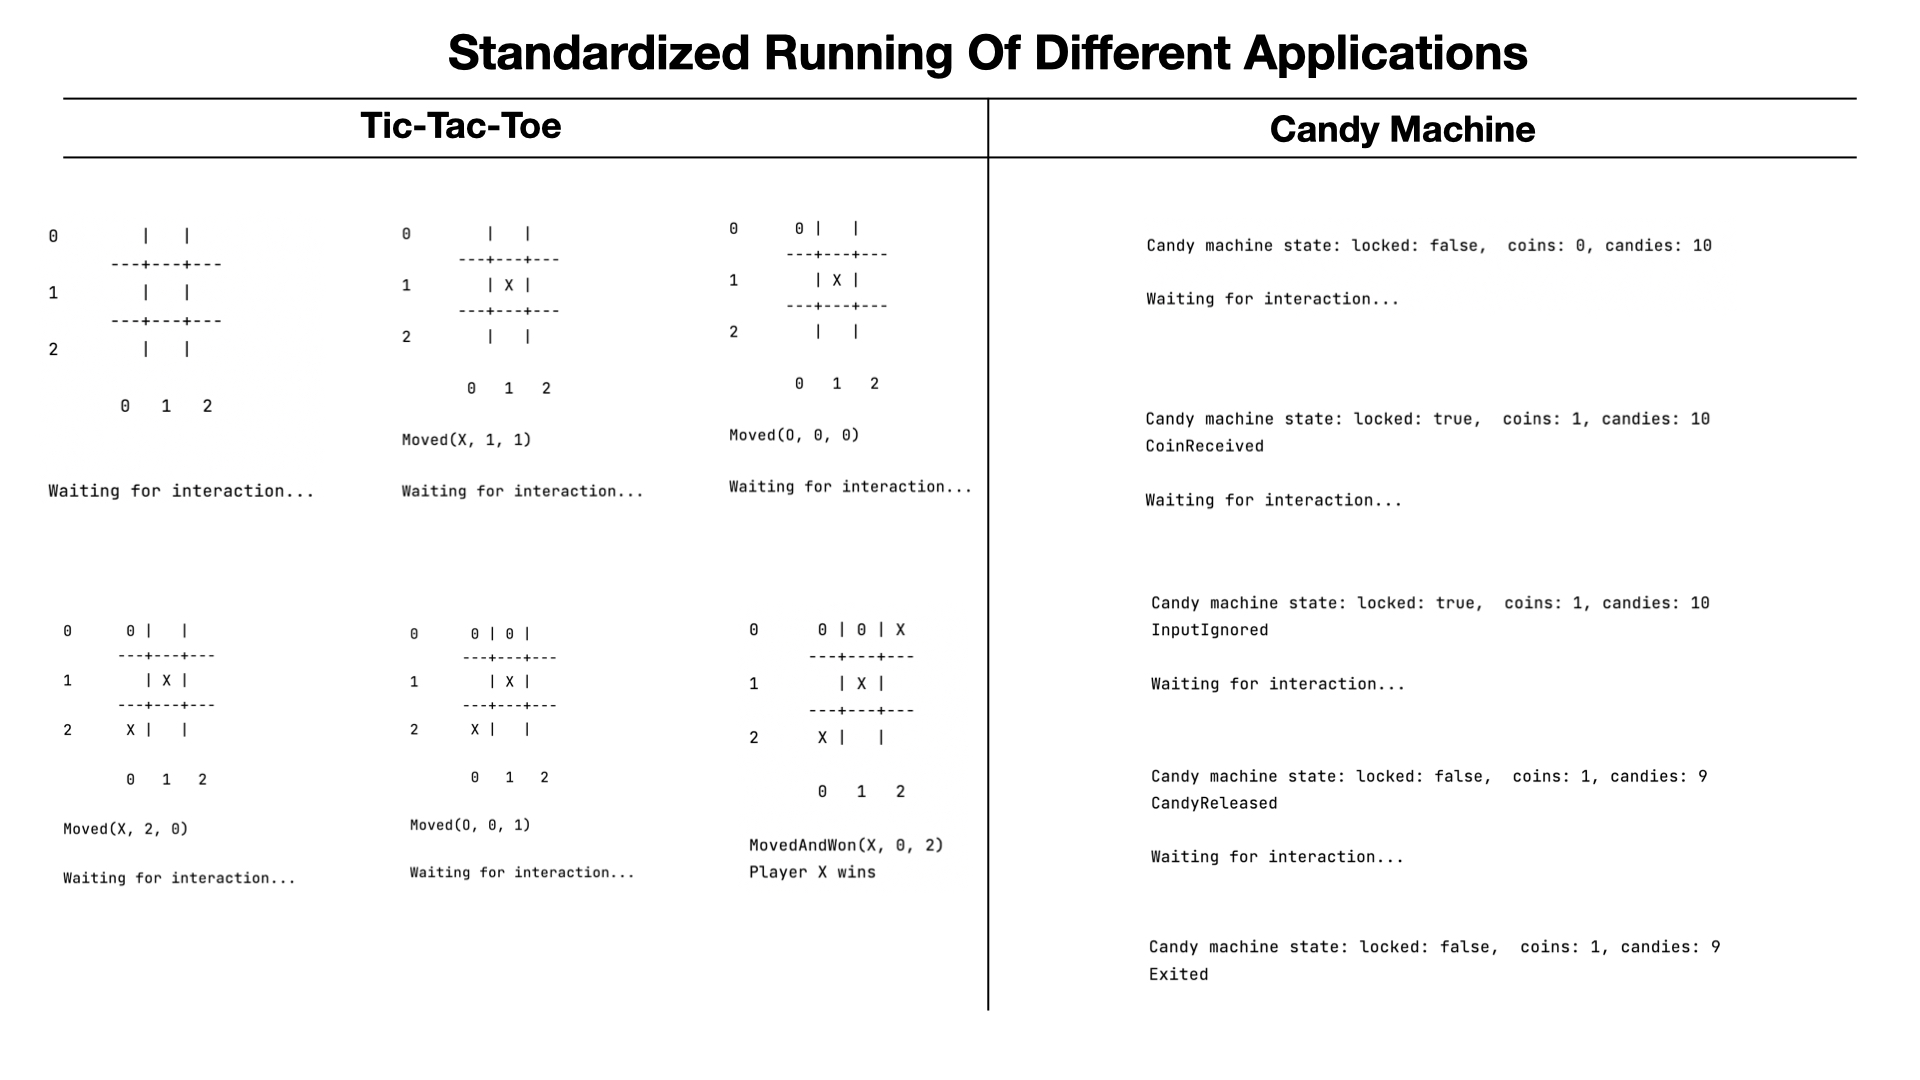 Standardized Running Of Different Applications
Tic-Tac-Toe
0         |   |
      ---+---+---
1         |   |
      ---+---+---
2         |   |
       0   1   2
Waiting for interaction...
0         |   |
      ---+---+---
1         | X |
      ---+---+---
2         |   |
       0   1   2
Moved(X, 1, 1)
Waiting for interaction...
0      0 |   |
      ---+---+---
1         | X |
      ---+---+---
2         |   |
       0   1   2
Moved(O, 0, 0)
Waiting for interaction...
0      0 |   |
      ---+---+---
1         | X |
      ---+---+---
2      X |   |
       0   1   2
Moved(X, 2, 0)
Waiting for interaction...
0      0 | 0 |
      ---+---+---
1         | X |
      ---+---+---
2      X |   |
       0   1   2
Moved(O, 0, 1)
Waiting for interaction...
0      0 | 0 | X
      ---+---+---
1         | X |
      ---+---+---
2      X |   |
       0   1   2
MovedAndWon(X, 0, 2)
Player X wins
Candy Machine
Candy machine state: locked: false,  coins: 0, candies: 10
Waiting for interaction...
Candy machine state: locked: true,  coins: 1, candies: 10
CoinReceived
Waiting for interaction...
Candy machine state: locked: true,  coins: 1, candies: 10
InputIgnored
Waiting for interaction...
Candy machine state: locked: false,  coins: 1, candies: 9
CandyReleased
Waiting for interaction...
Candy machine state: locked: false,  coins: 1, candies: 9
Exited